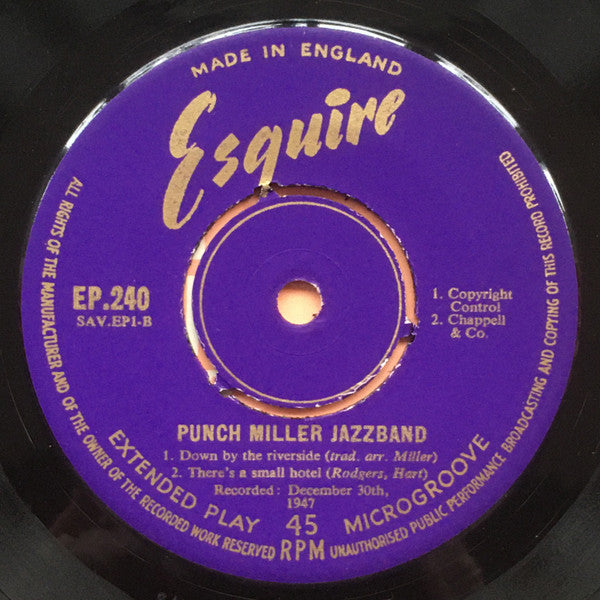 MADE IN ENGLAND
Esquire
EP.240
SAV.EP1-B
1. Copyright
Control
2. Chappell
& Co.
PUNCH MILLER JAZZBAND
1. Down by the riverside (trad. arr. Miller)
2. There's a small hotel (Rodgers, Hart)
Recorded: December 30th,
1947
EXTENDED PLAY 45 RPM MICROGROOVE
ALL RIGHTS OF THE MANUFACTURER AND OF THE OWNER OF THE RECORDED WORK RESERVED UNAUTHORISED PUBLIC PERFORMANCE BROADCASTING AND COPYING OF THIS RECORD PROHIBITED